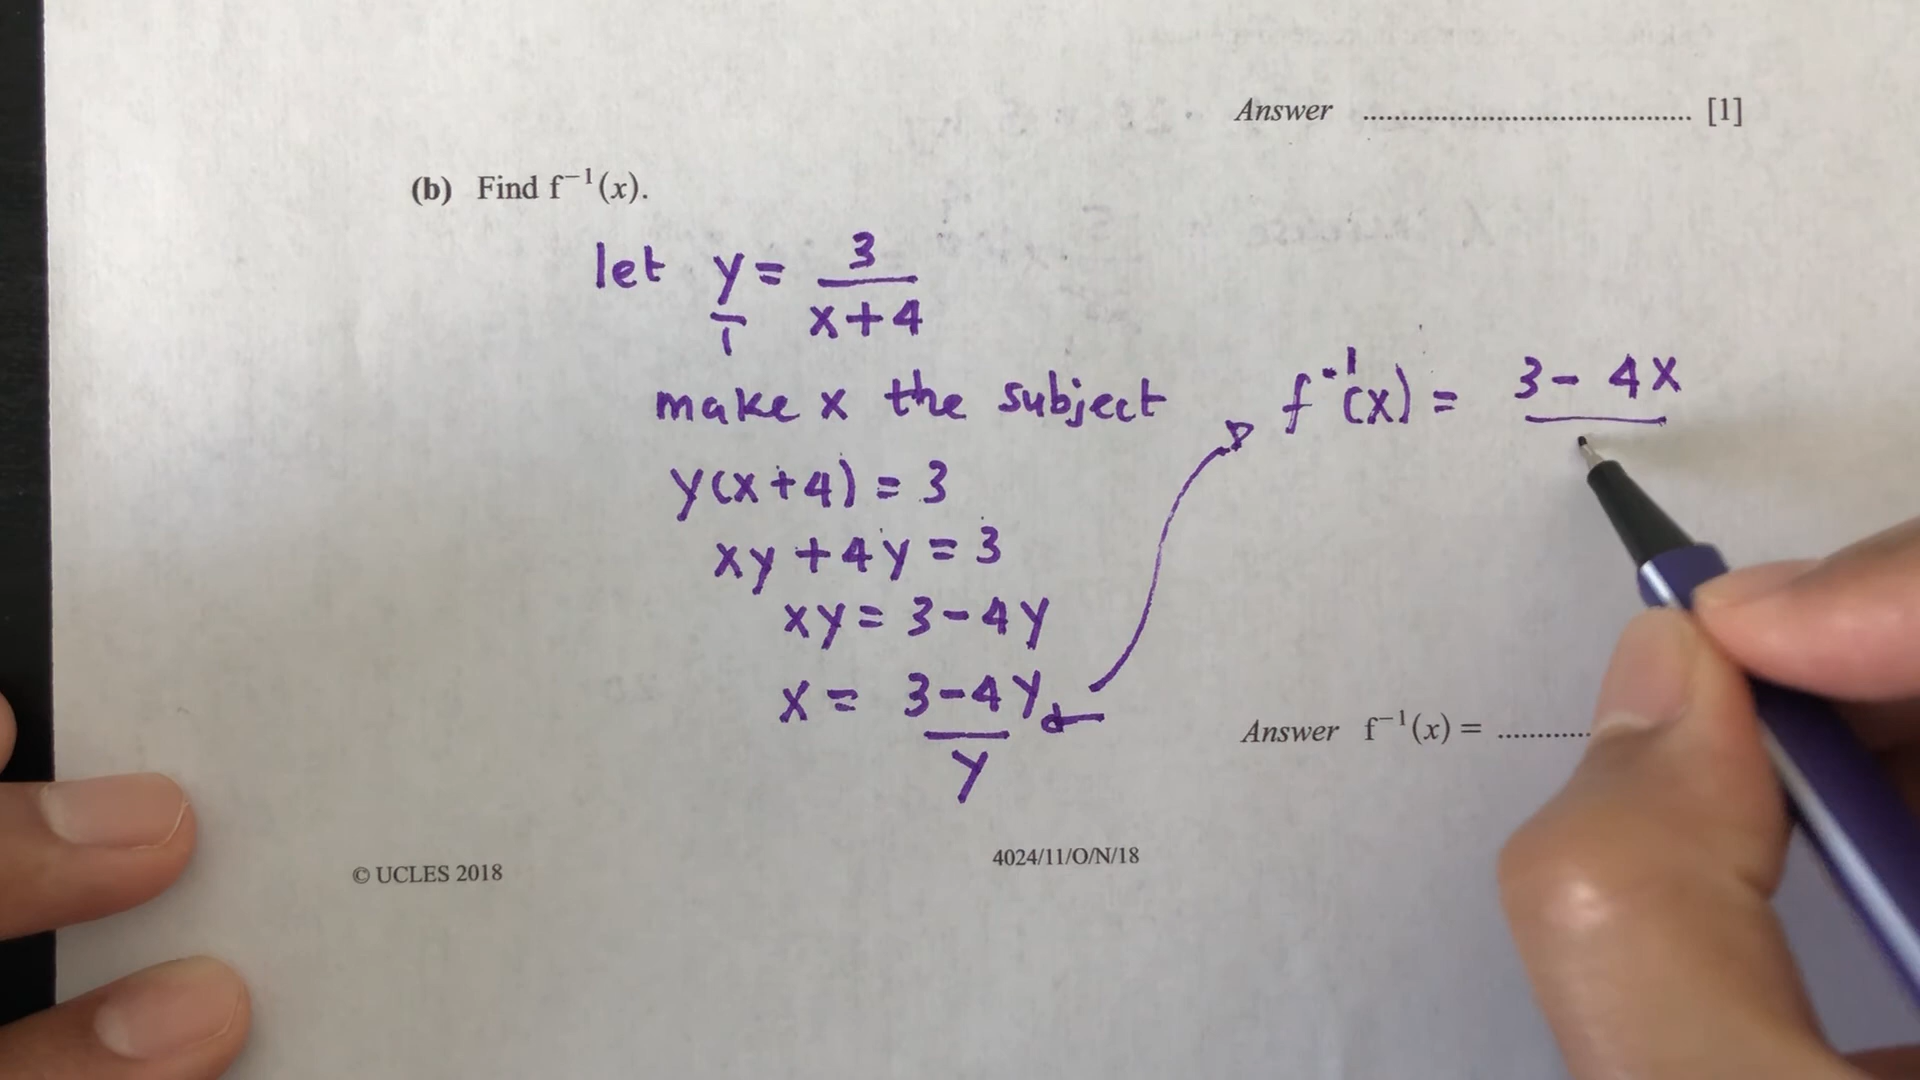 Answer ........................................ [1]
(b) Find f⁻¹(x).
let y/1 = 3/(x+4)
make x the subject
y(x+4) = 3
xy + 4y = 3
xy = 3-4y
x = (3-4y)/y
f⁻¹(x) = 3-4x
Answer f⁻¹(x) = ............
© UCLES 2018
4024/11/O/N/18